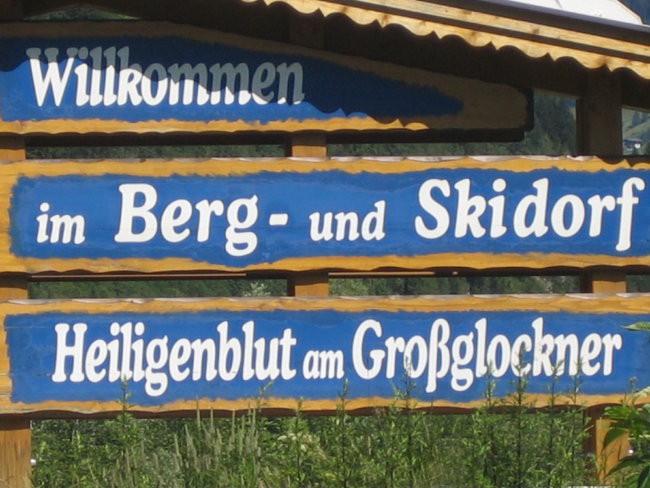 Willkommen
im Berg- und Skidorf
Heiligenblut am Großglockner